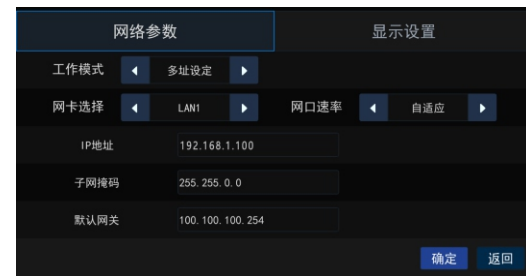 网络参数 显示设置
工作模式 多址设定
网卡选择 LAN1 网口速率 自适应
IP地址 192.168.1.100
子网掩码 255.255.0.0
默认网关 100.100.100.254
确定 返回